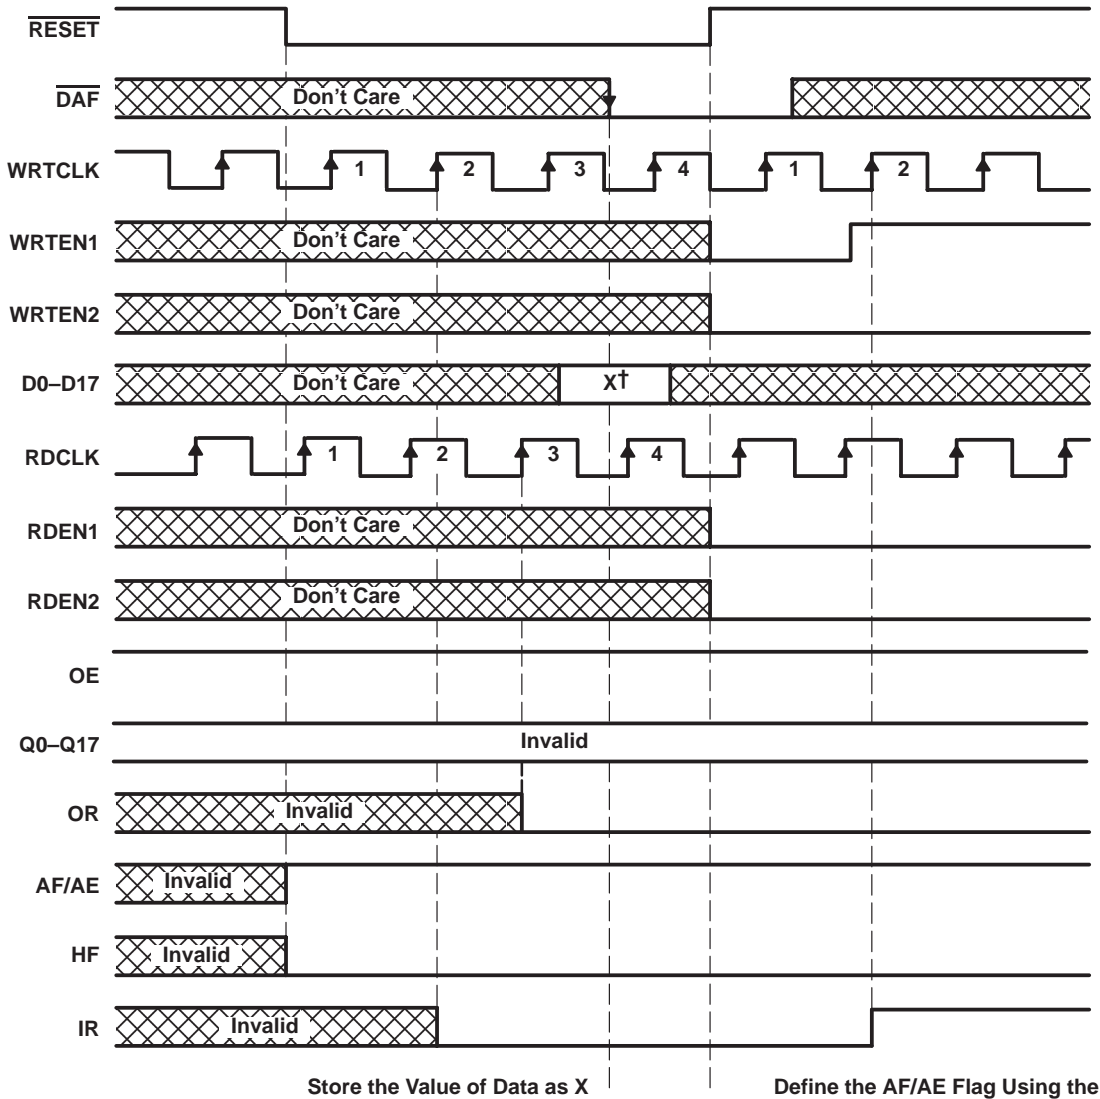 RESET
DAF Don't Care
WRTCLK 1 2 3 4 1 2
WRTEN1 Don't Care
WRTEN2 Don't Care
D0–D17 Don't Care X†
RDCLK 1 2 3 4
RDEN1 Don't Care
RDEN2 Don't Care
OE
Q0–Q17 Invalid
OR Invalid
AF/AE Invalid
HF Invalid
IR Invalid
Store the Value of Data as X Define the AF/AE Flag Using the